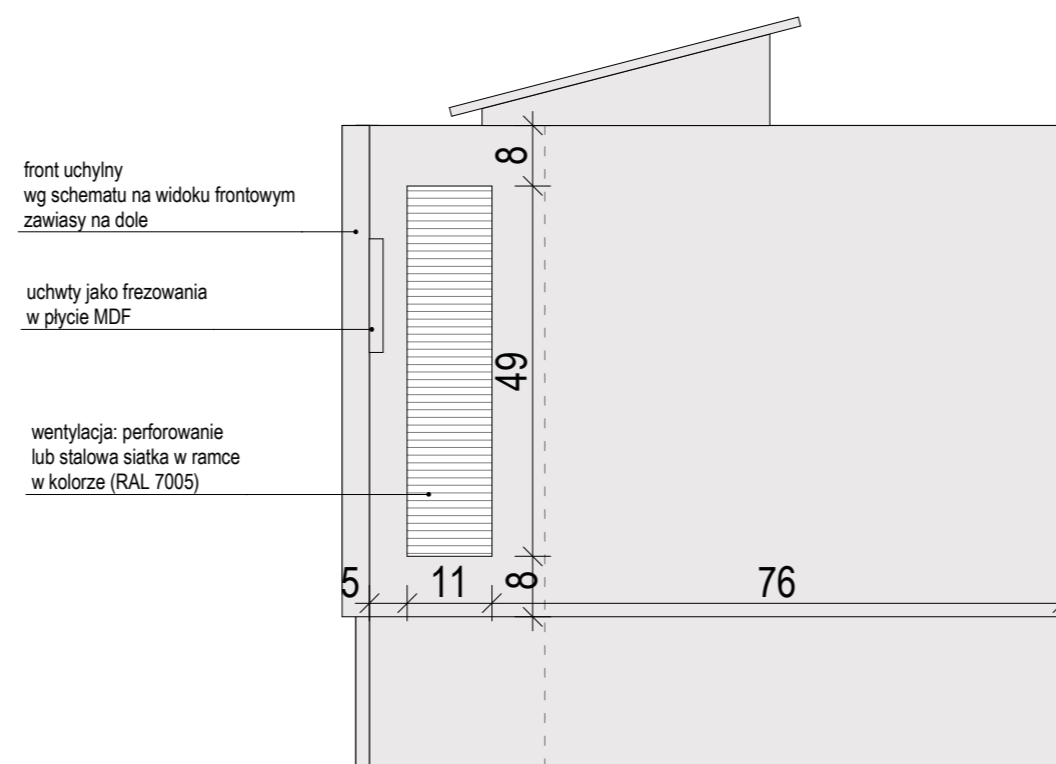 front uchylny
wg schematu na widoku frontowym
zawiasy na dole
uchwty jako frezowania
w płycie MDF
wentylacja: perforowanie
lub stalowa siatka w ramce
w kolorze (RAL 7005)
8
49
8
5 11 76